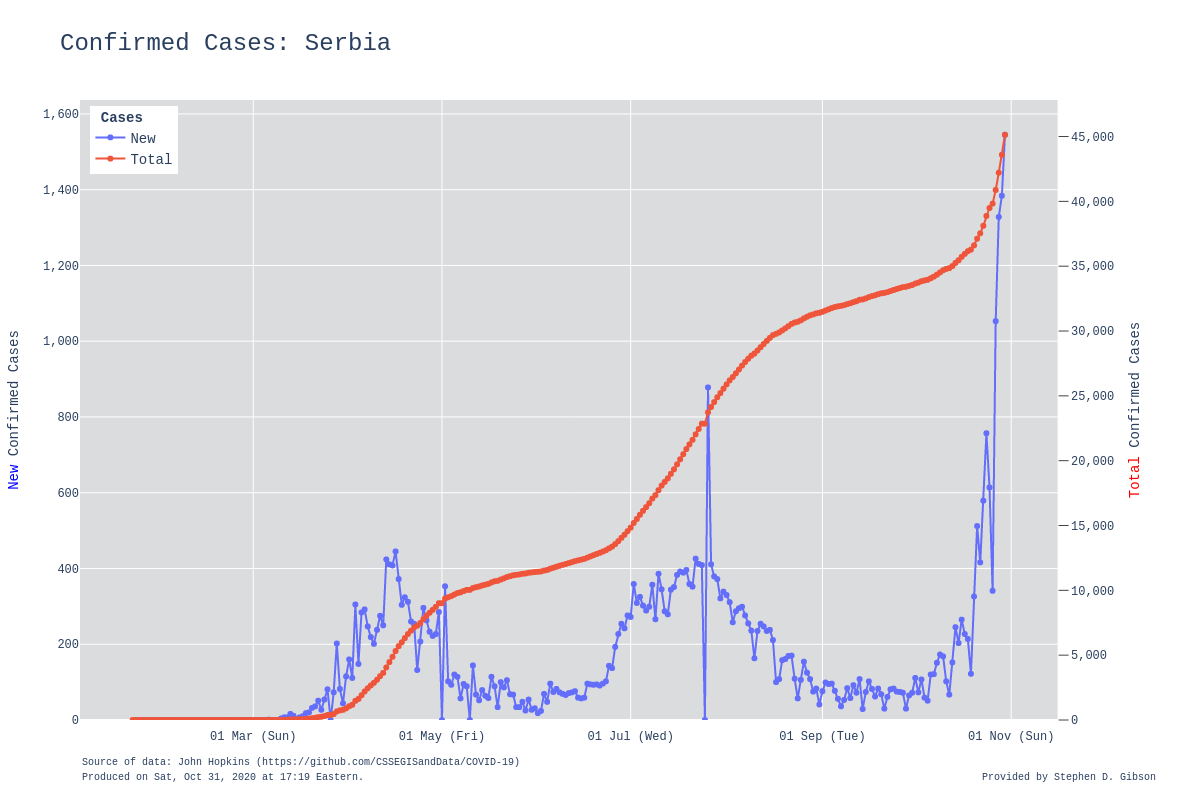 Confirmed Cases: Serbia
Cases
New
Total
1,600
1,400
1,200
1,000
800
600
400
200
0
New Confirmed Cases
45,000
40,000
35,000
30,000
25,000
20,000
15,000
10,000
5,000
0
Total Confirmed Cases
01 Mar (Sun)
01 May (Fri)
01 Jul (Wed)
01 Sep (Tue)
01 Nov (Sun)
Source of data: John Hopkins (https://github.com/CSSEGISandData/COVID-19)
Produced on Sat, Oct 31, 2020 at 17:19 Eastern.
Provided by Stephen D. Gibson